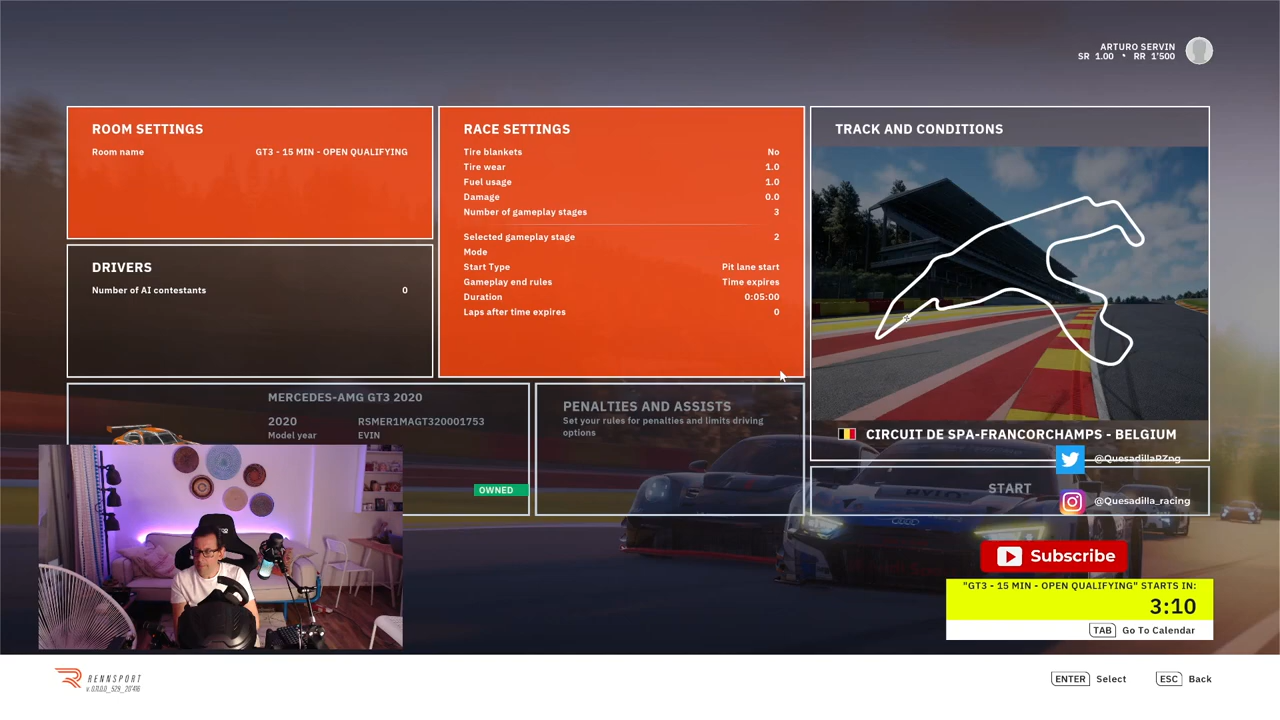 ARTURO SERVIN
SR 1.00 * RR 1'500
ROOM SETTINGS
Room name GT3 - 15 MIN - OPEN QUALIFYING
DRIVERS
Number of AI contestants 0
RACE SETTINGS
Tire blankets No
Tire wear 1.0
Fuel usage 1.0
Damage 0.0
Number of gameplay stages 3
Selected gameplay stage 2
Mode
Start Type Pit lane start
Gameplay end rules Time expires
Duration 0:05:00
Laps after time expires 0
TRACK AND CONDITIONS
CIRCUIT DE SPA-FRANCORCHAMPS - BELGIUM
MERCEDES-AMG GT3 2020
2020 RSMER1MAGT320001753
Model year EVIN
OWNED
PENALTIES AND ASSISTS
Set your rules for penalties and limits driving
options
START
@QuesadillaRZng
@Quesadilla_racing
Subscribe
"GT3 - 15 MIN - OPEN QUALIFYING" STARTS IN:
3:10
TAB Go To Calendar
RENNSPORT
ENTER Select ESC Back